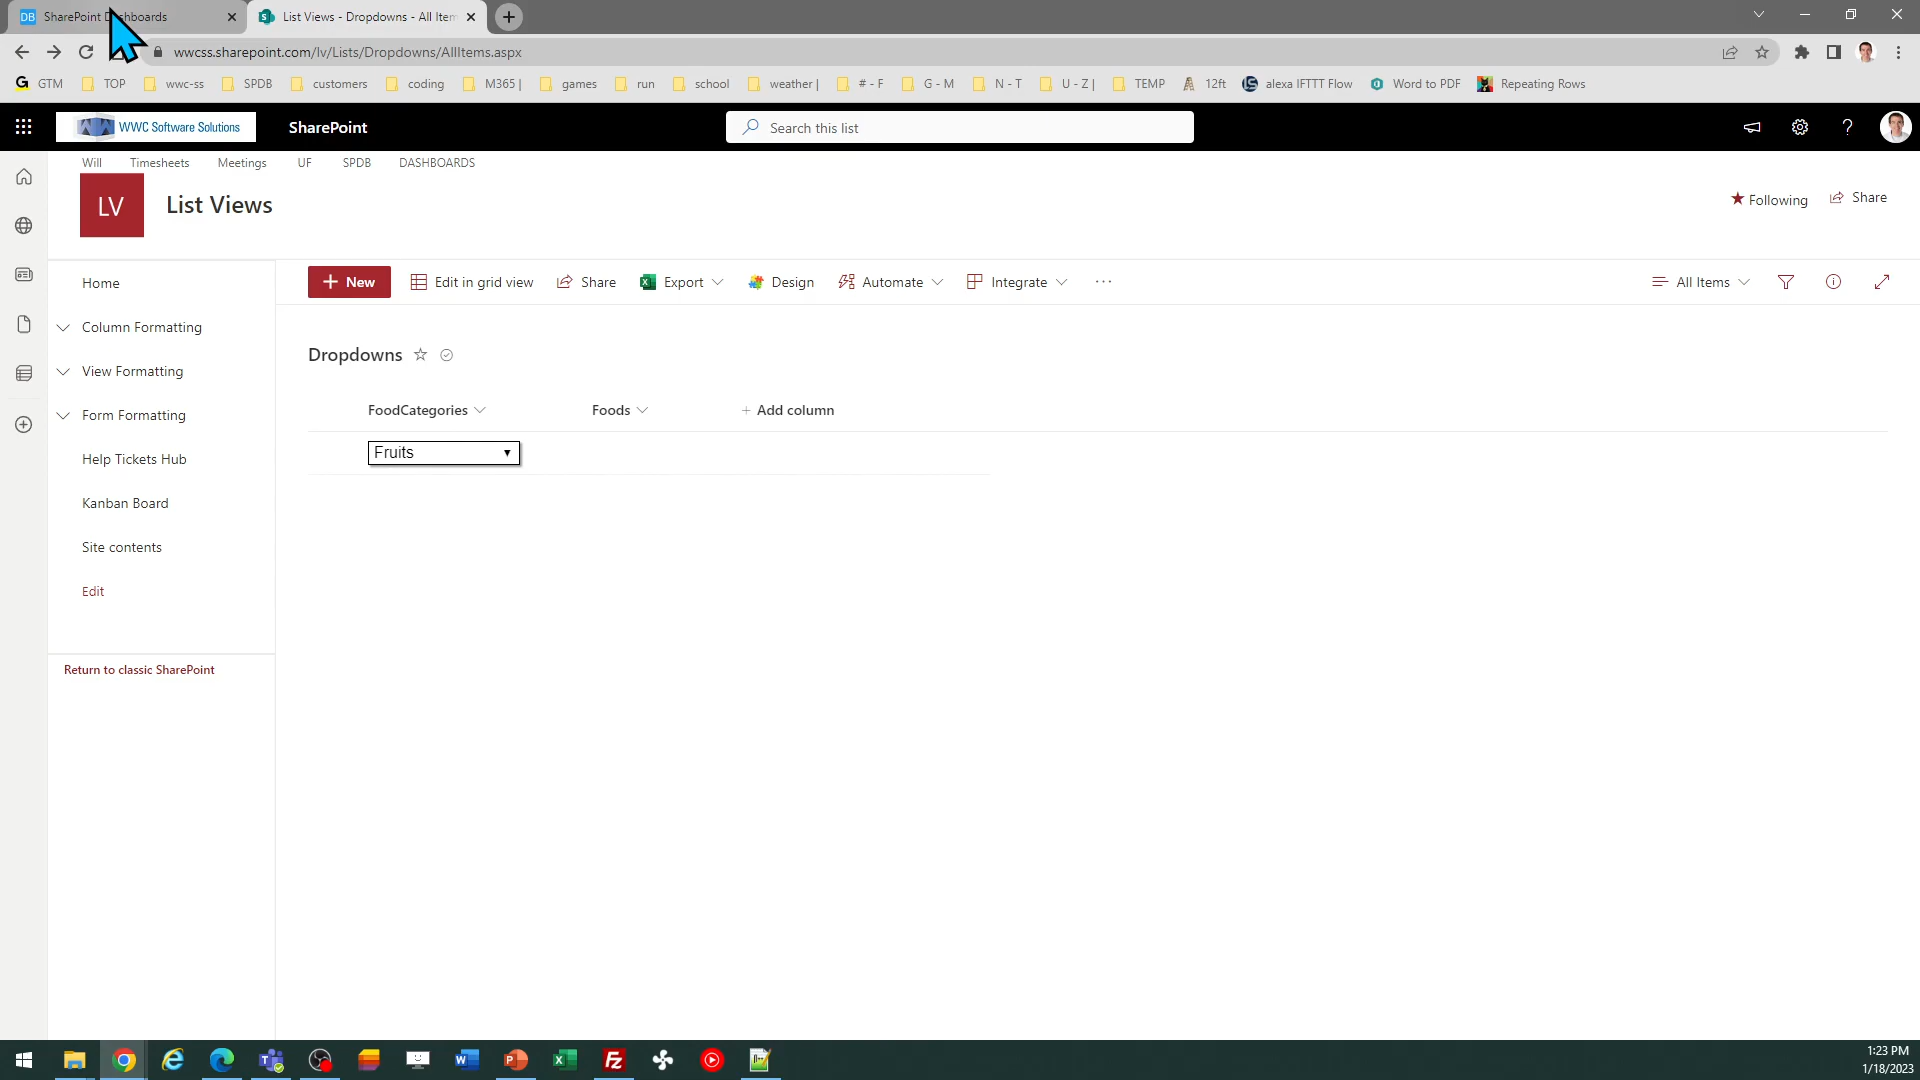 SharePoint Dashboards
List Views - Dropdowns - All Item
wwcss.sharepoint.com/lv/Lists/Dropdowns/AllItems.aspx
GTM TOP wwc-ss SPDB customers coding M365 | games run school weather | # - F G - M N - T U - Z | TEMP 12ft alexa IFTTT Flow Word to PDF Repeating Rows
WWC Software Solutions SharePoint Search this list
Will Timesheets Meetings UF SPDB DASHBOARDS
LV List Views
Following Share
Home
Column Formatting
View Formatting
Form Formatting
Help Tickets Hub
Kanban Board
Site contents
Edit
Return to classic SharePoint
New Edit in grid view Share Export Design Automate Integrate ··· All Items
Dropdowns
FoodCategories Foods + Add column
Fruits
1:23 PM
1/18/2023